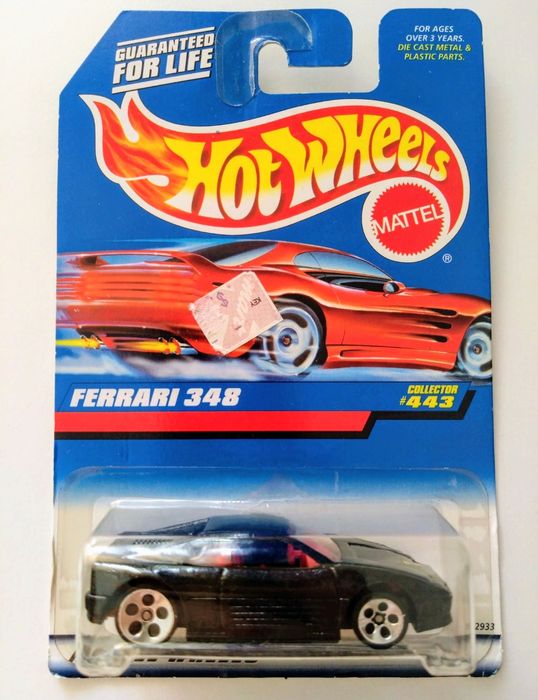 GUARANTEED
FOR LIFE
FOR AGES
OVER 3 YEARS.
DIE CAST METAL &
PLASTIC PARTS.
HOT WHEELS
MATTEL
®
FERRARI 348
COLLECTOR
#443
2933